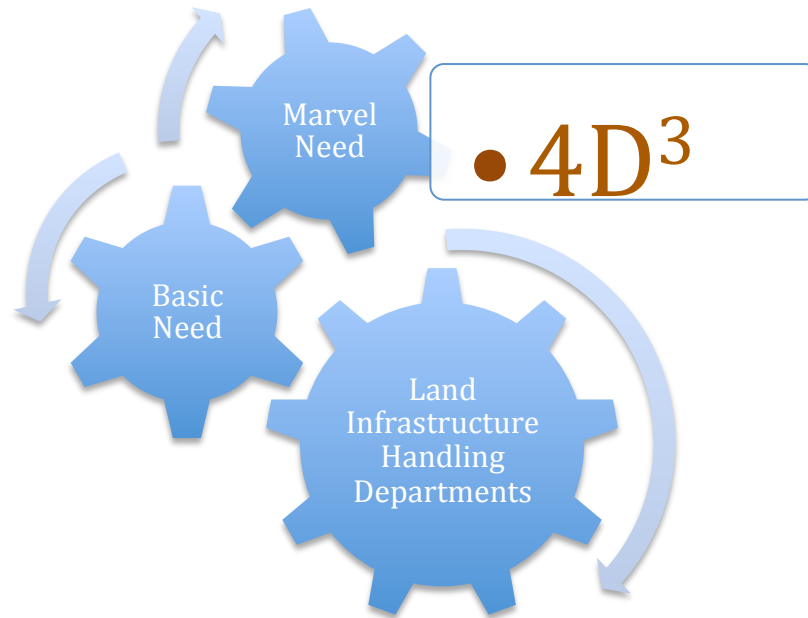 Marvel
Need
• 4D³
Basic
Need
Land
Infrastructure
Handling
Departments